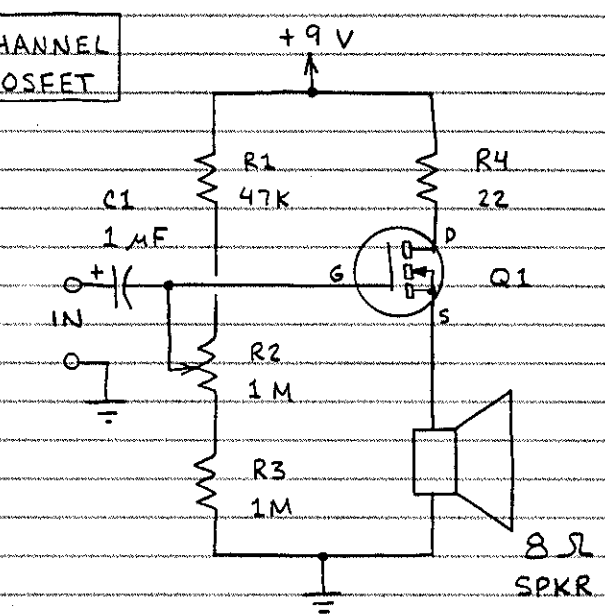 HANNEL
OSFET
+9 V
R1
47K
R4
22
C1
1 µF
+
IN
G
D
S
Q1
R2
1 M
R3
1M
8 Ω
SPKR